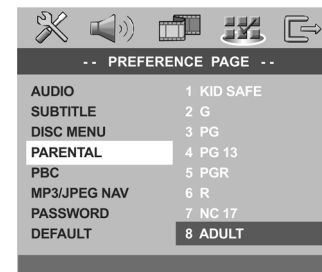 -- PREFERENCE PAGE --
AUDIO 1 KID SAFE
SUBTITLE 2 G
DISC MENU 3 PG
PARENTAL 4 PG 13
PBC 5 PGR
MP3/JPEG NAV 6 R
PASSWORD 7 NC 17
DEFAULT 8 ADULT